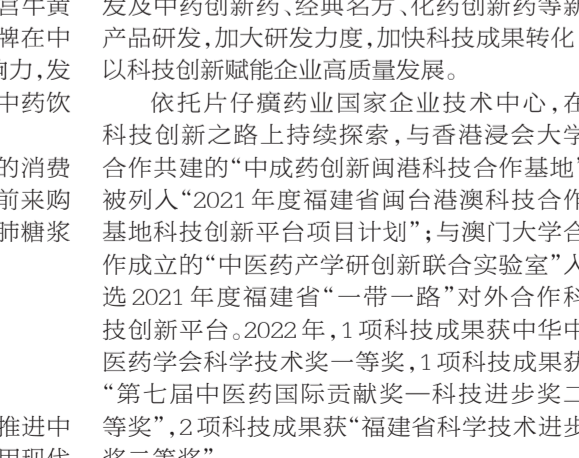 宫牛黄
牌在中
响力,发
中药饮
的消费
前来购
肺糖浆
推进中
用现代
发及中药创新药、经典名方、化药创新药等新
产品研发,加大研发力度,加快科技成果转化
以科技创新赋能企业高质量发展。
依托片仔癀药业国家企业技术中心,在
科技创新之路上持续探索,与香港浸会大学
合作共建的“中成药创新闽港科技合作基地”
被列入“2021年度福建省闽台港澳科技合作
基地科技创新平台项目计划”;与澳门大学合
作成立的“中医药产学研创新联合实验室”入
选2021年度福建省“一带一路”对外合作科
技创新平台。2022年,1项科技成果获中华中
医药学会科学技术奖一等奖,1项科技成果获
“第七届中医药国际贡献奖—科技进步奖二
等奖”,2项科技成果获“福建省科学技术进步
奖二等奖”